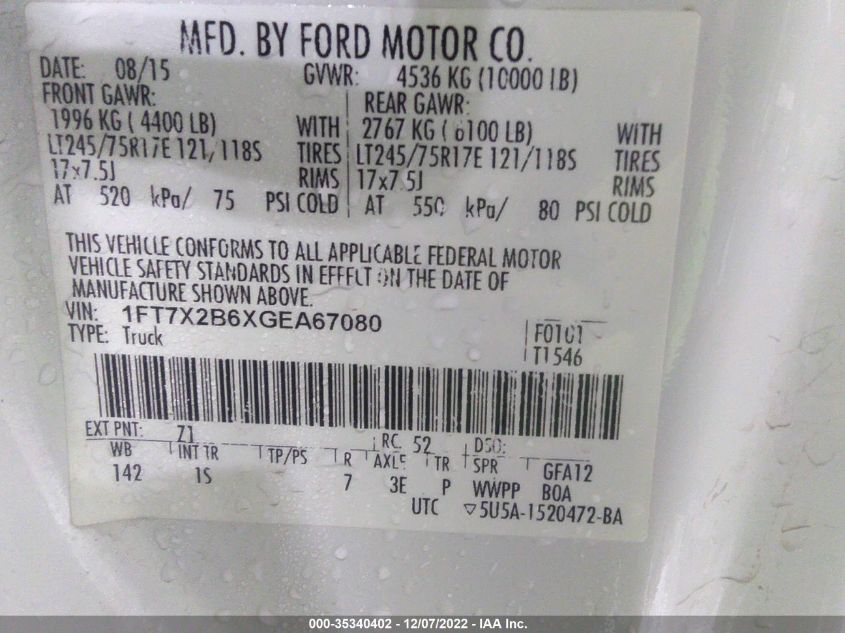 MFD. BY FORD MOTOR CO.
DATE: 08/15 GVWR: 4536 KG (10000 LB)
FRONT GAWR: REAR GAWR:
1996 KG ( 4400 LB) WITH 2767 KG ( 6100 LB) WITH
LT245/75R17E 121/118S TIRES LT245/75R17E 121/118S TIRES
17x7.5J RIMS 17x7.5J RIMS
AT 520 kPa/ 75 PSI COLD AT 550 kPa/ 80 PSI COLD
THIS VEHICLE CONFORMS TO ALL APPLICABLE FEDERAL MOTOR
VEHICLE SAFETY STANDARDS IN EFFECT ON THE DATE OF
MANUFACTURE SHOWN ABOVE.
VIN: 1FT7X2B6XGEA67080
TYPE: Truck
F0101
T1546
EXT PNT: Z1 RC: 52 DSO:
WB INT TR TP/PS R AXLE TR SPR GFA12
142 1S 7 3E P WWPP BOA
UTC ▽5U5A-1520472-BA
000-35340402 - 12/07/2022 - IAA Inc.